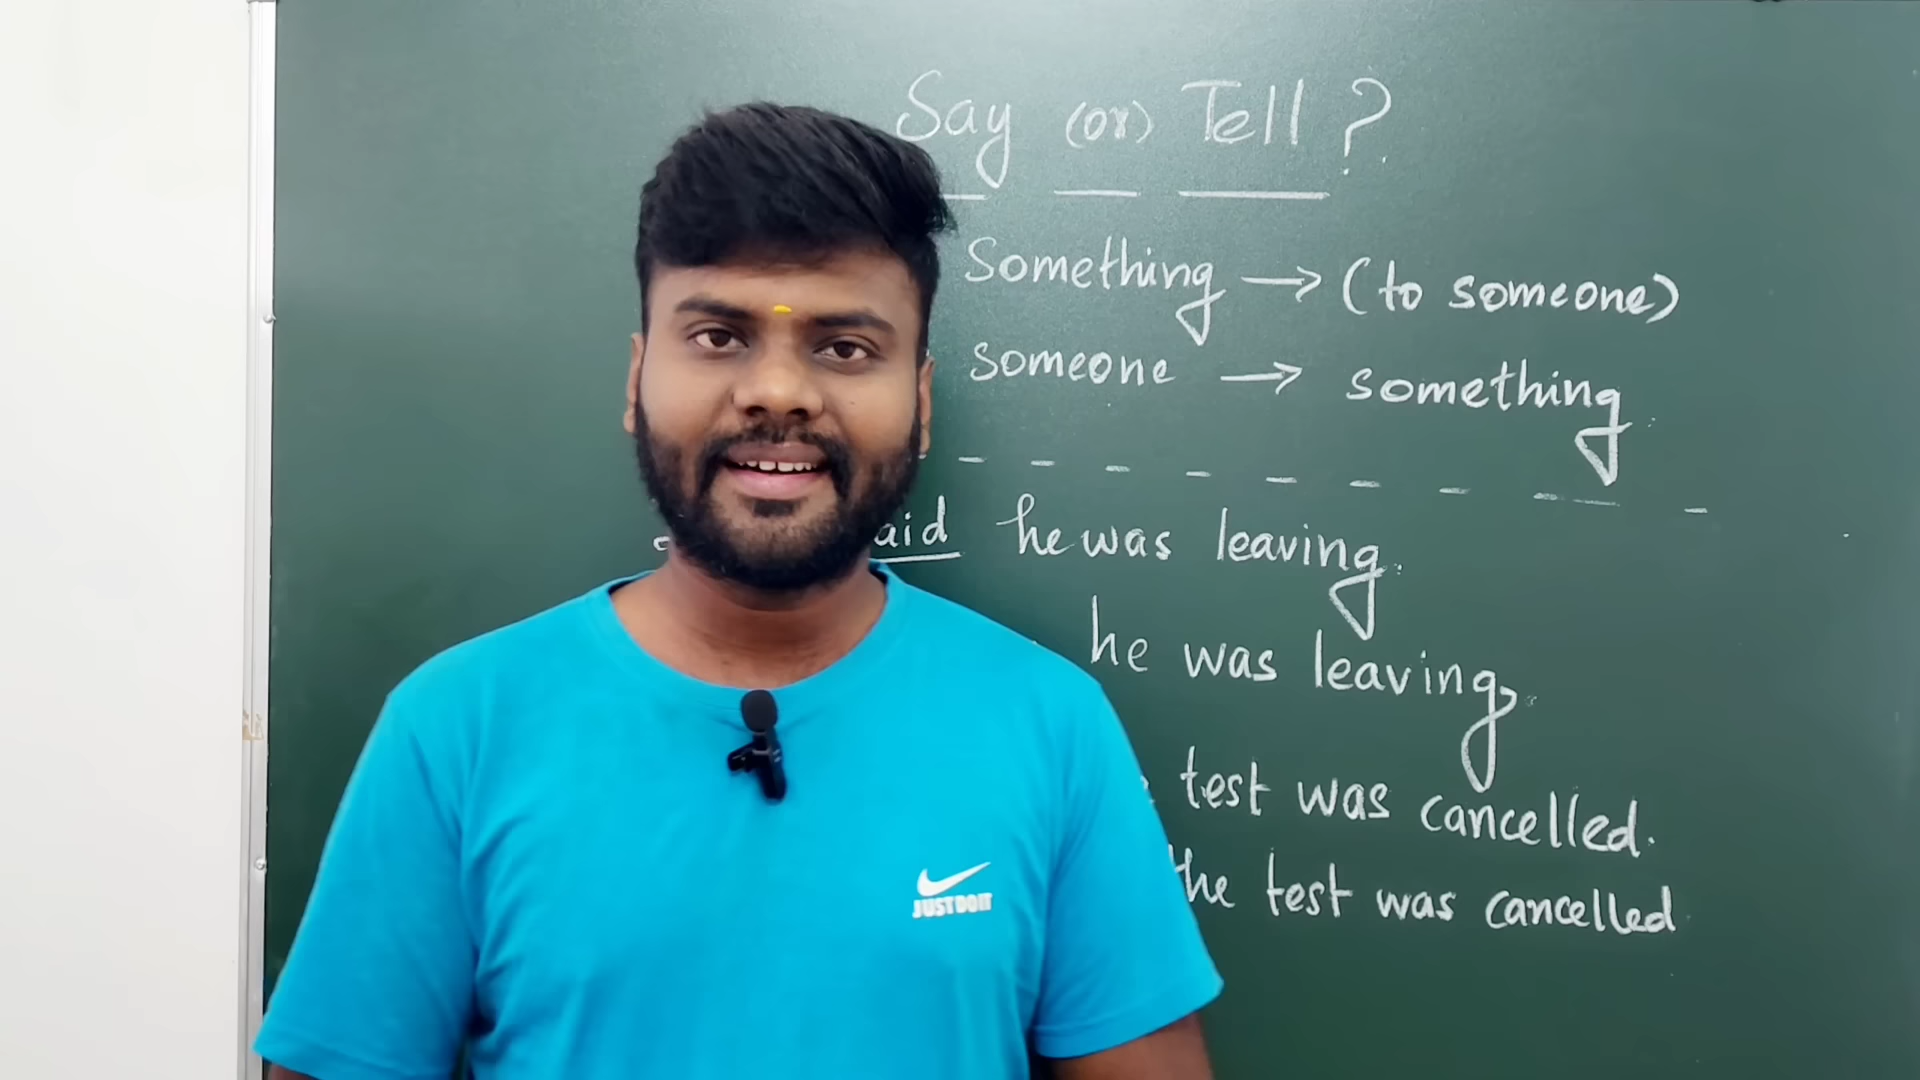 Say (or) Tell ?
Something → (to someone)
someone → something
aid he was leaving.
he was leaving.
test was cancelled.
the test was cancelled
JUST DO IT